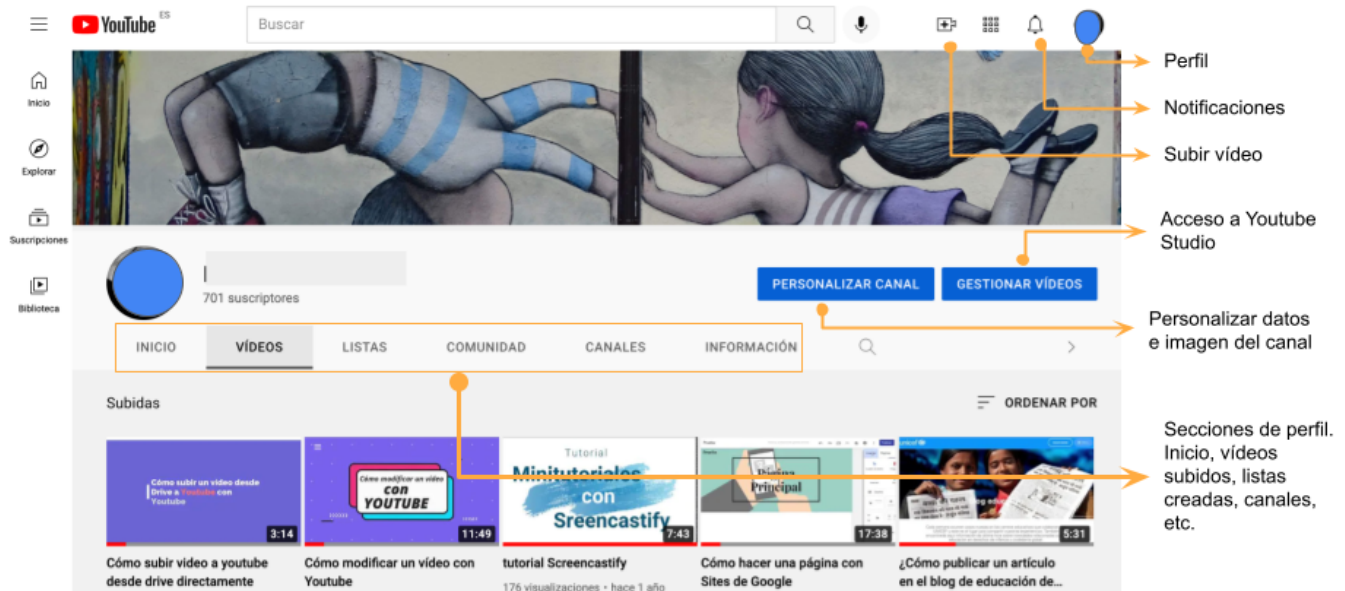 YouTube ES
Buscar
Perfil
Inicio
Notificaciones
Subir vídeo
Explorar
Suscripciones
Acceso a Youtube
Studio
Biblioteca
701 suscriptores
PERSONALIZAR CANAL
GESTIONAR VÍDEOS
Personalizar datos
e imagen del canal
INICIO VÍDEOS LISTAS COMUNIDAD CANALES INFORMACIÓN
Subidas
ORDENAR POR
Secciones de perfil.
Inicio, vídeos
subidos, listas
creadas, canales,
etc.
Cómo subir un video desde
Drive a Youtube con
Youtube
3:14
Cómo modificar un vídeo
con
YOUTUBE
11:49
Tutorial
Minitutoriales
con
Sreencastify
7:43
Página
Principal
17:38
unicef
5:31
Cómo subir video a youtube
desde drive directamente
Cómo modificar un vídeo con
Youtube
tutorial Screencastify
176 visualizaciones • hace 1 año
Cómo hacer una página con
Sites de Google
¿Cómo publicar un artículo
en el blog de educación de...